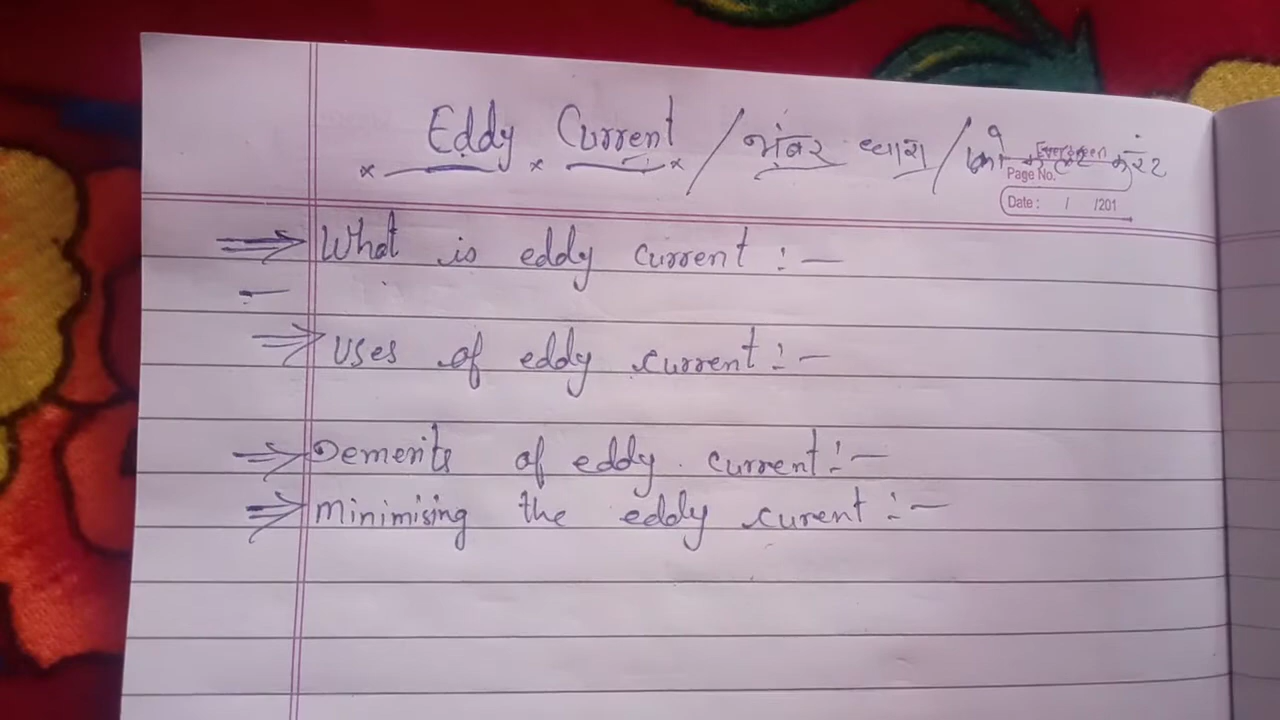 Eddy Current / भंवर धारा /
Evergreen
Page No.
Date : / /201
⇒ What is eddy current :-
⇒ uses of eddy current :-
⇒ Demerits of eddy current :-
⇒ minimising the eddy curent :-